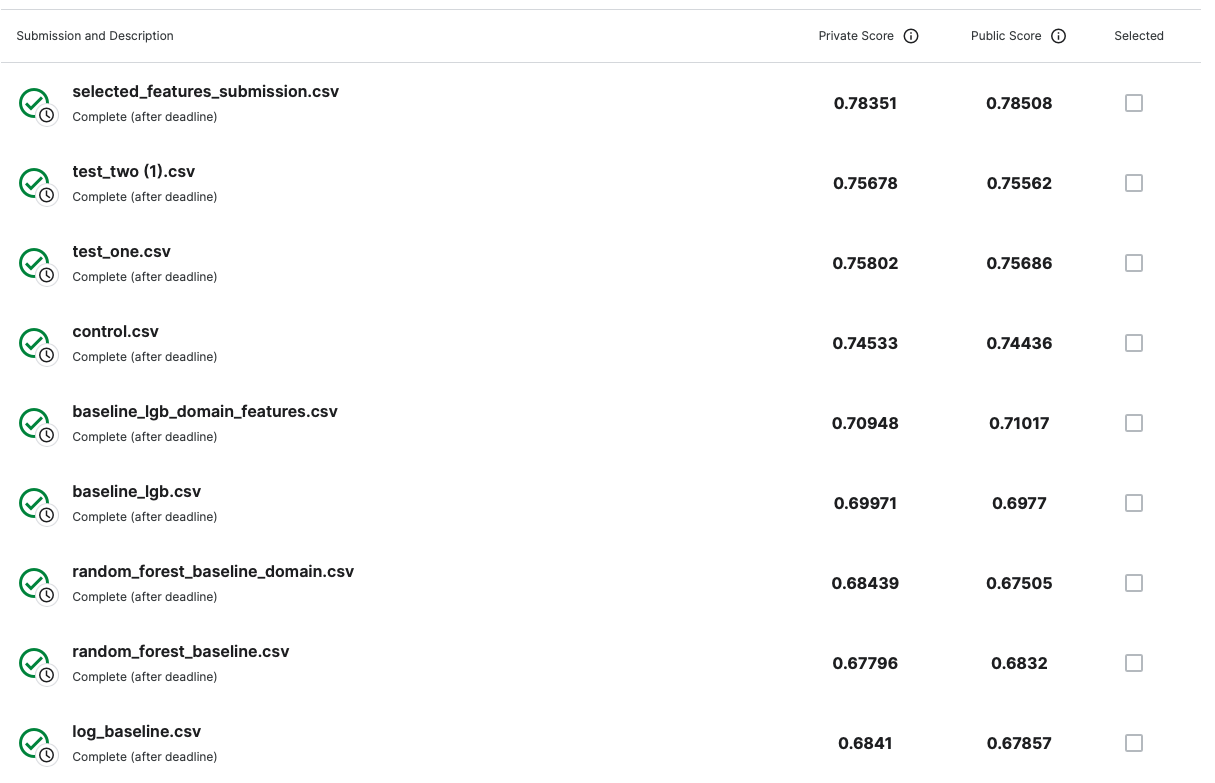 Submission and Description Private Score Public Score Selected
selected_features_submission.csv
Complete (after deadline)
0.78351 0.78508
test_two (1).csv
Complete (after deadline)
0.75678 0.75562
test_one.csv
Complete (after deadline)
0.75802 0.75686
control.csv
Complete (after deadline)
0.74533 0.74436
baseline_lgb_domain_features.csv
Complete (after deadline)
0.70948 0.71017
baseline_lgb.csv
Complete (after deadline)
0.69971 0.6977
random_forest_baseline_domain.csv
Complete (after deadline)
0.68439 0.67505
random_forest_baseline.csv
Complete (after deadline)
0.67796 0.6832
log_baseline.csv
Complete (after deadline)
0.6841 0.67857